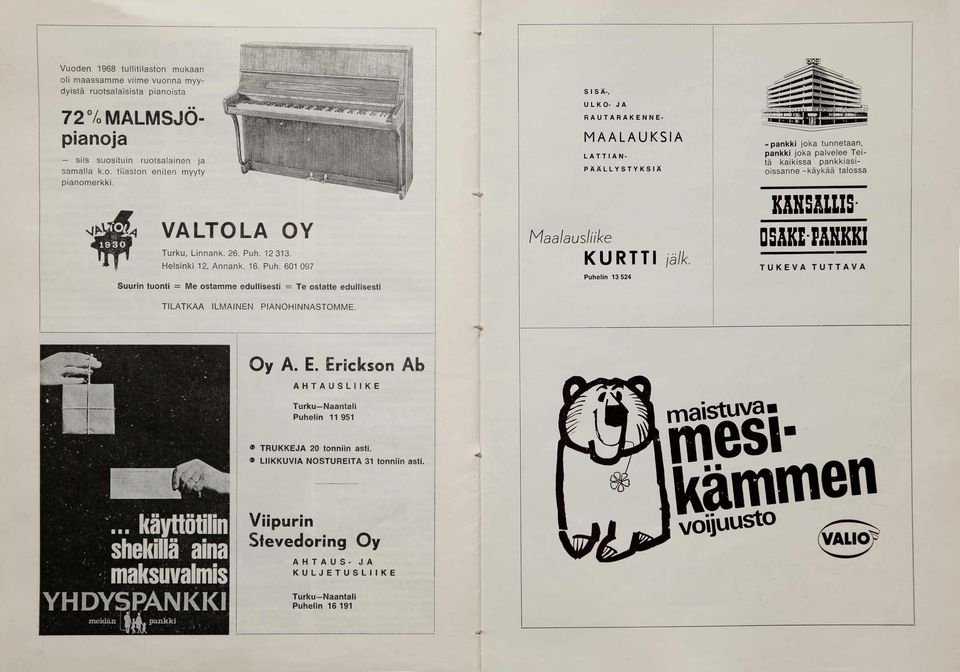 Vuoden 1968 tullitilaston mukaan
oli maassamme viime vuonna myy-
dyistä ruotsalaisista pianoista
72% MALMSJÖ-
pianoja
— siis suosituin ruotsalainen ja
samalla k.o. tilaston eniten myyty
pianomerkki.
VALTOLA
1930
VALTOLA OY
Turku, Linnank. 26. Puh. 12 313.
Helsinki 12, Annank. 16. Puh. 601 097
Suurin tuonti = Me ostamme edullisesti = Te ostatte edullisesti
TILATKAA ILMAINEN PIANOHINNASTOMME.
... käyttötilin
shekillä aina
maksuvalmis
YHDYSPANKKI
meidän pankki
Oy A. E. Erickson Ab
AHTAUSLIIKE
Turku—Naantali
Puhelin 11 951
TRUKKEJA 20 tonniin asti.
LIIKKUVIA NOSTUREITA 31 tonniin asti.
Viipurin
Stevedoring Oy
AHTAUS- JA
KULJETUSLIIKE
Turku—Naantali
Puhelin 16 191
SISÄ-,
ULKO- JA
RAUTARAKENNE-
MAALAUKSIA
LATTIAN-
PÄÄLLYSTYKSIÄ
Maalausliike
KURTTI jälk.
Puhelin 13 524
KOP
- pankki joka tunnetaan,
pankki joka palvelee Tei-
tä kaikissa pankkiasi-
oissanne - käykää talossa
KANSALLIS-
OSAKE-PANKKI
TUKEVA TUTTAVA
maistuva
mesi-
kämmen
voijuusto
VALIO